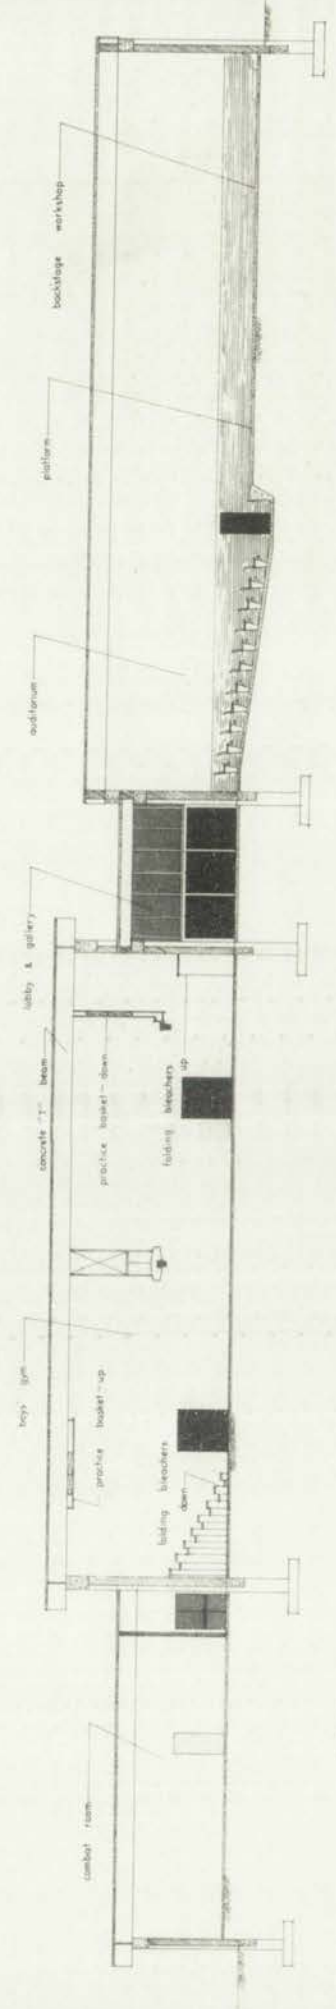 combat room
boys gym
practice basket-up
folding bleachers
down
concrete "T" beam
practice basket-down
folding bleachers up
lobby & gallery
auditorium
platform
backstage workshop